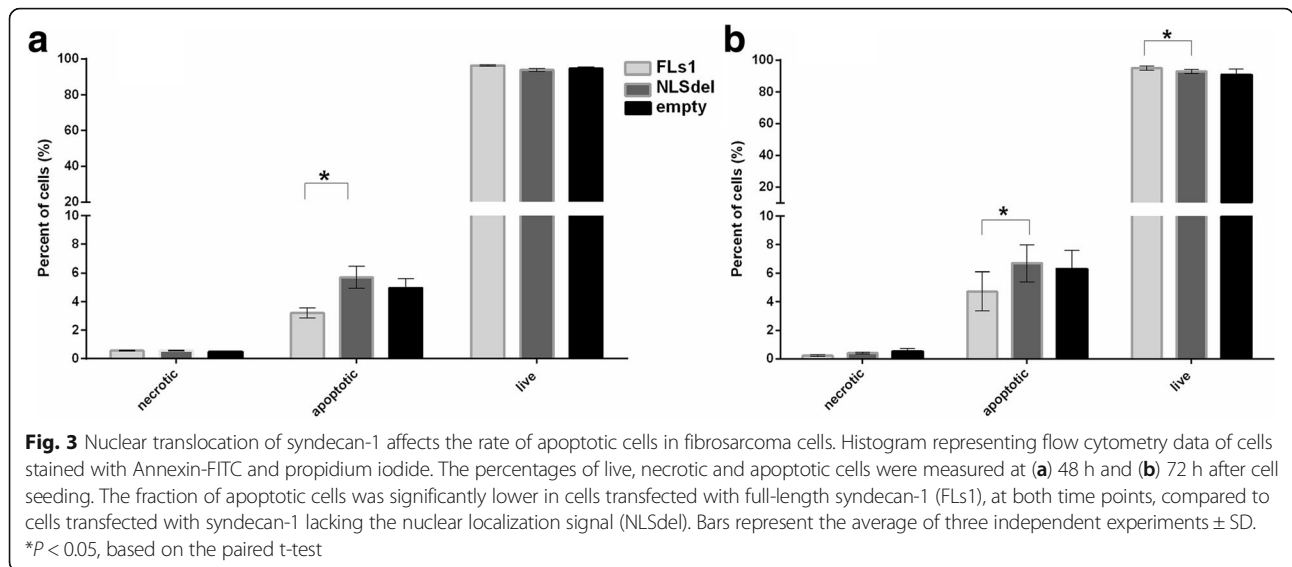 a
Percent of cells (%)
100
80
60
40
20
10
8
6
4
2
0
*
FLs1
NLSdel
empty
necrotic
apoptotic
live
b
Percent of cells (%)
100
80
60
40
20
10
8
6
4
2
0
*
*
necrotic
apoptotic
live
Fig. 3 Nuclear translocation of syndecan-1 affects the rate of apoptotic cells in fibrosarcoma cells. Histogram representing flow cytometry data of cells
stained with Annexin-FITC and propidium iodide. The percentages of live, necrotic and apoptotic cells were measured at (a) 48 h and (b) 72 h after cell
seeding. The fraction of apoptotic cells was significantly lower in cells transfected with full-length syndecan-1 (FLs1), at both time points, compared to
cells transfected with syndecan-1 lacking the nuclear localization signal (NLSdel). Bars represent the average of three independent experiments ± SD.
*P < 0.05, based on the paired t-test